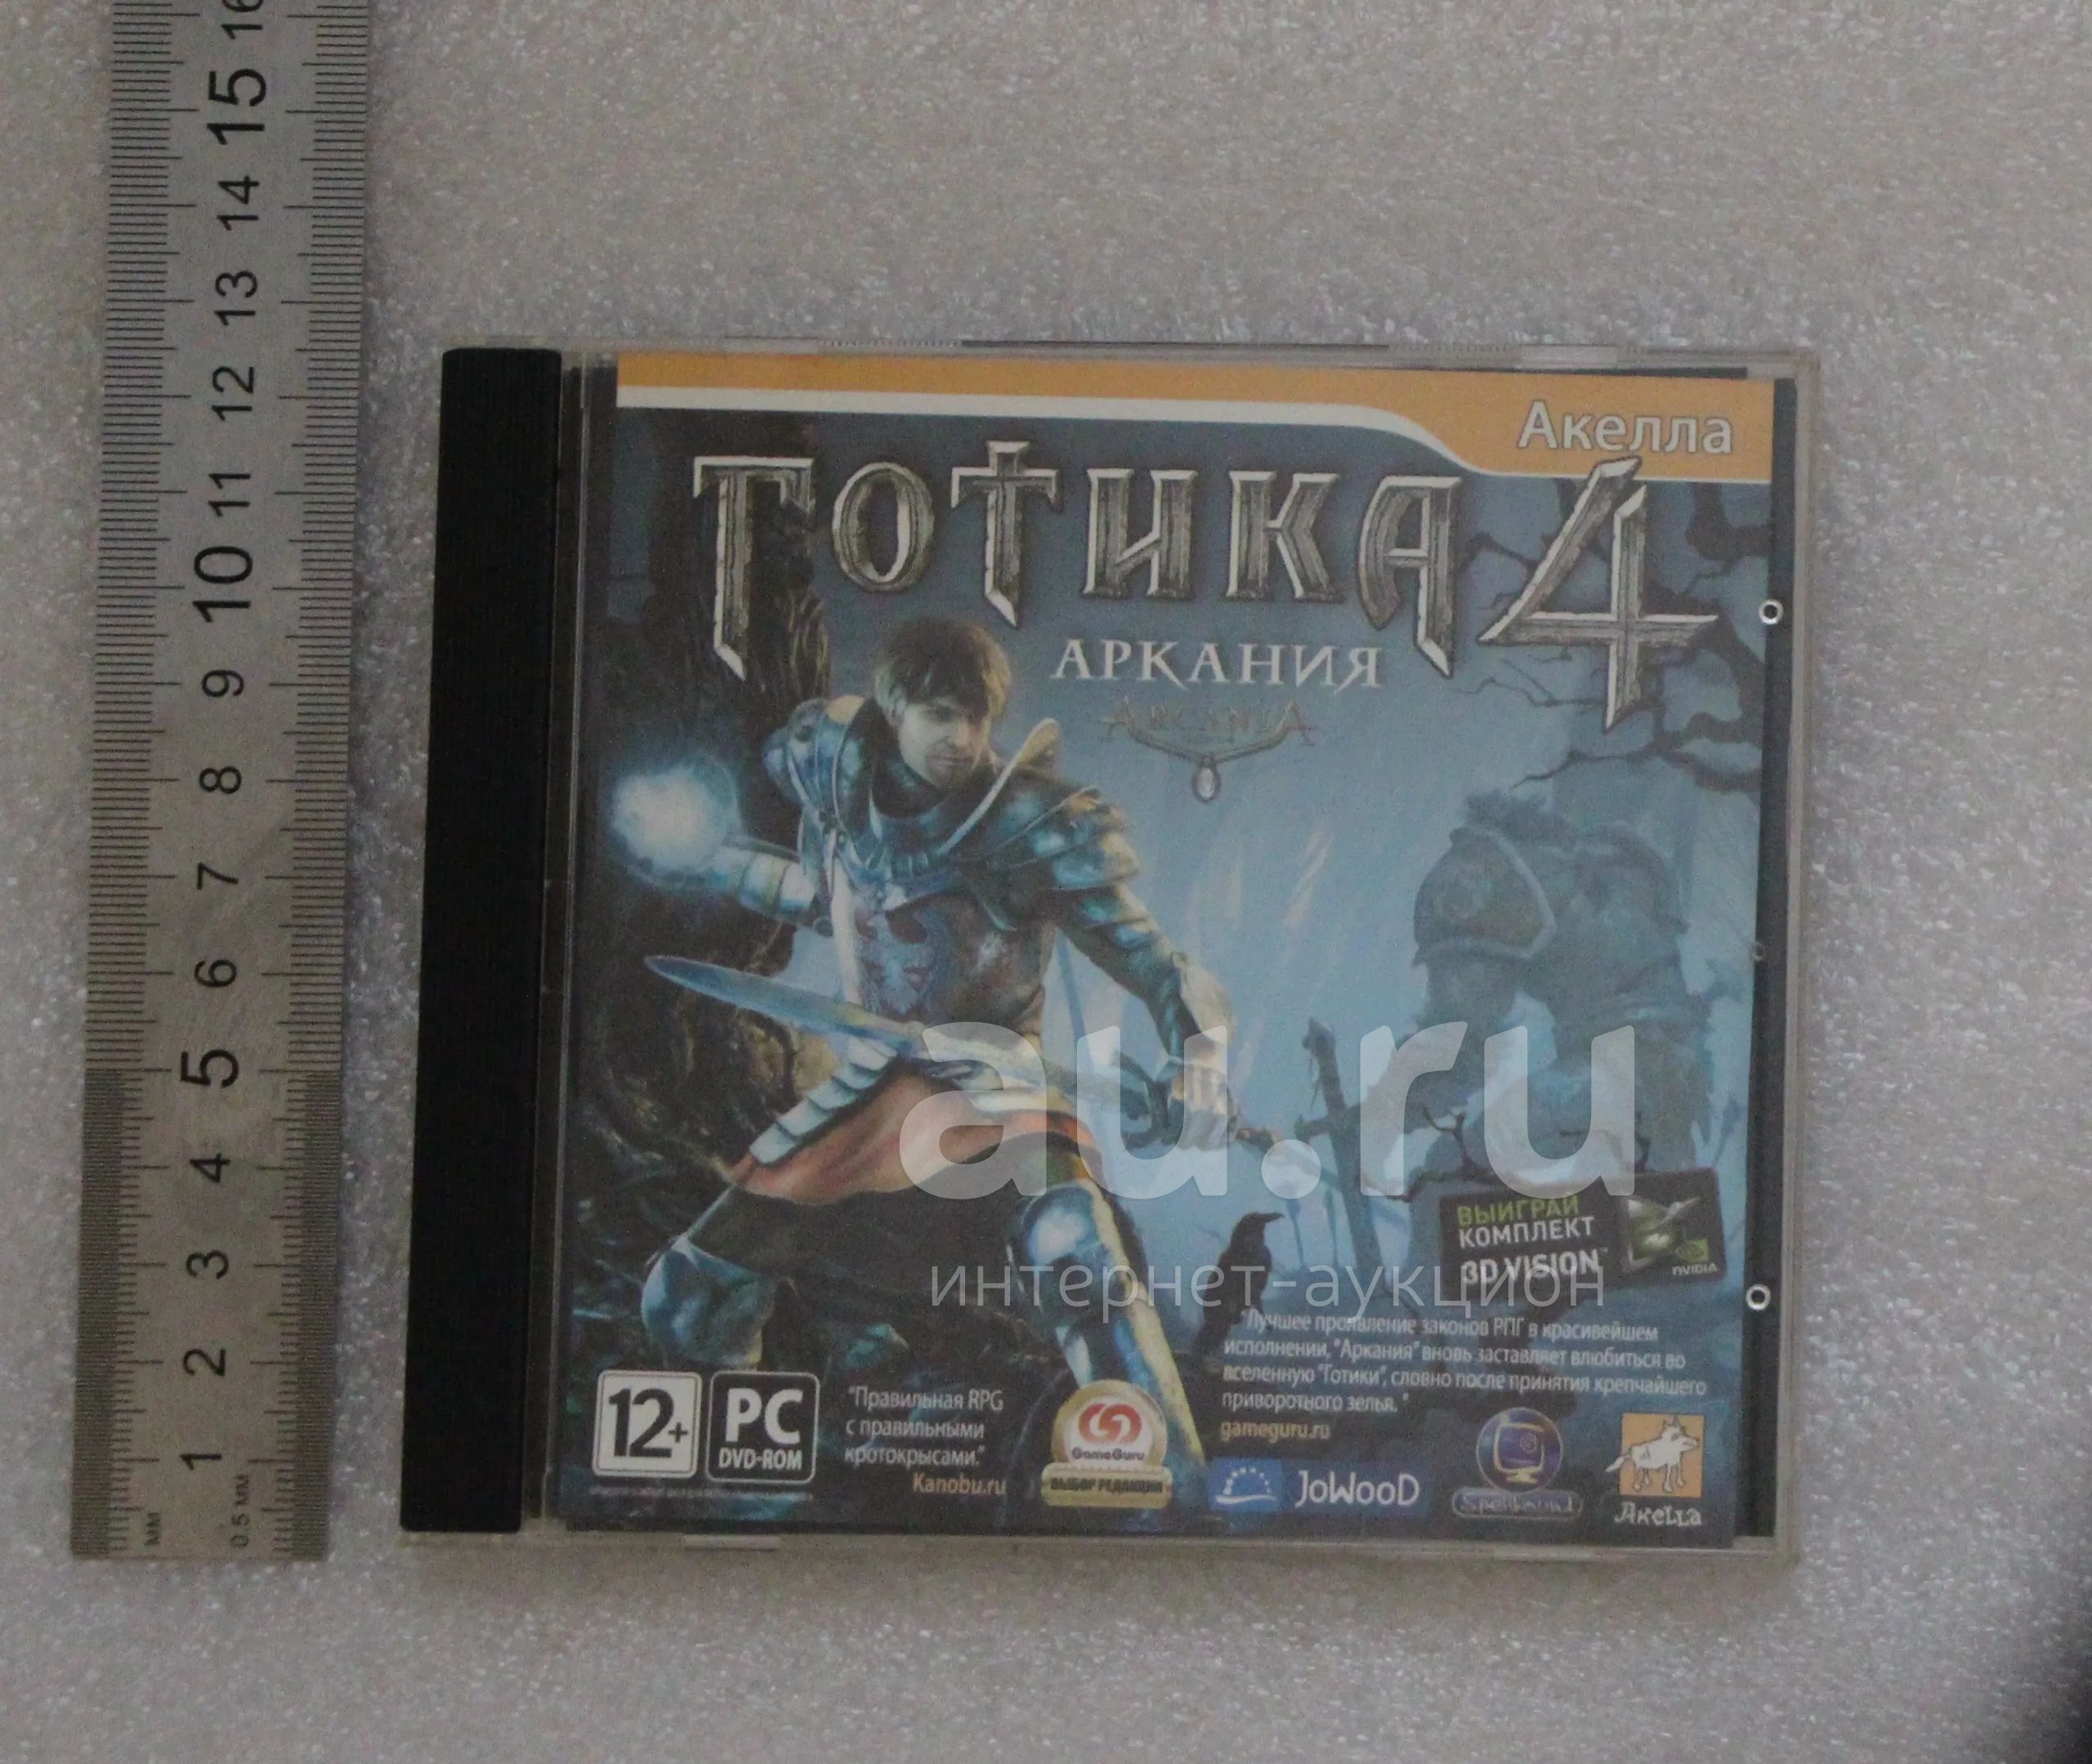 16
15
14
13
12
11
10
9
8
7
6
5
4
3
2
1
мм
0.5 мм
Акелла
ГОТИКА 4
АРКАНИЯ
ARCANIA
au.ru
интернет-аукцион
ВЫИГРАЙ
КОМПЛЕКТ
3D VISION™
NVIDIA
"Лучшее проявление законов РПГ в красивейшем
исполнении, "Аркания" вновь заставляет влюбиться во
вселенную "Готики", словно после принятия крепчайшего
приворотного зелья."
gameguru.ru
12+
PC
DVD-ROM
"Правильная RPG
с правильными
кротокрысами."
Kanobu.ru
GameGuru
ВЫБОР РЕДАКЦИИ
JoWooD
Spellbound
Акелла